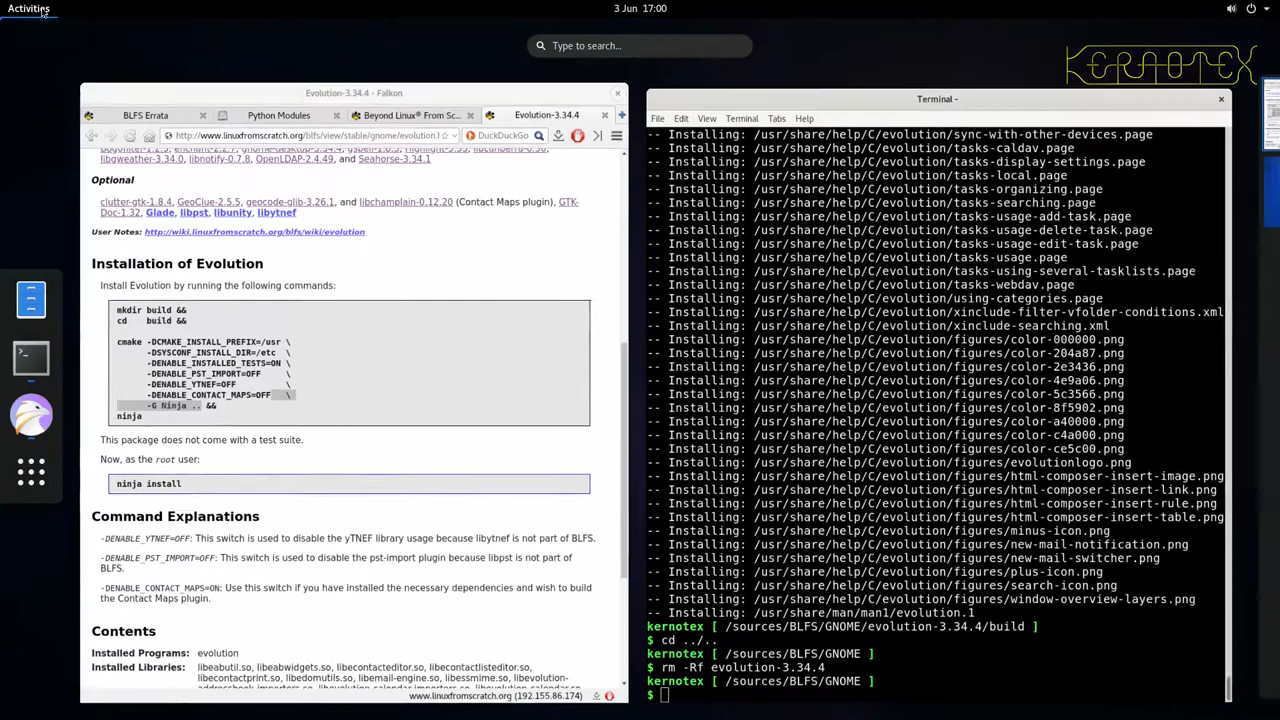 Activities
3 Jun 17:00
Type to search...
KERNOTEX
Evolution-3.34.4 - Falkon
BLFS Errata
Python Modules
Beyond Linux® From Sc...
Evolution-3.34.4
http://www.linuxfromscratch.org/blfs/view/stable/gnome/evolution.h
DuckDuckGo
libgweather-3.34.0, libnotify-0.7.8, OpenLDAP-2.4.49, and Seahorse-3.34.1
Optional
clutter-gtk-1.8.4, GeoClue-2.5.5, geocode-glib-3.26.1, and libchamplain-0.12.20 (Contact Maps plugin), GTK-
Doc-1.32, Glade, libpst, libunity, libytnef
User Notes: http://wiki.linuxfromscratch.org/blfs/wiki/evolution
Installation of Evolution
Install Evolution by running the following commands:
mkdir build &&
cd    build &&
cmake -DCMAKE_INSTALL_PREFIX=/usr \
-DSYSCONF_INSTALL_DIR=/etc  \
-DENABLE_INSTALLED_TESTS=ON \
-DENABLE_PST_IMPORT=OFF     \
-DENABLE_YTNEF=OFF          \
-DENABLE_CONTACT_MAPS=OFF   \
-G Ninja .. &&
ninja
This package does not come with a test suite.
Now, as the root user:
ninja install
Command Explanations
-DENABLE_YTNEF=OFF: This switch is used to disable the yTNEF library usage because libytnef is not part of BLFS.
-DENABLE_PST_IMPORT=OFF: This switch is used to disable the pst-import plugin because libpst is not part of
BLFS.
-DENABLE_CONTACT_MAPS=ON: Use this switch if you have installed the necessary dependencies and wish to build
the Contact Maps plugin.
Contents
Installed Programs: evolution
Installed Libraries: libeabutil.so, libeabwidgets.so, libecontacteditor.so, libecontactlisteditor.so,
libecontactprint.so, libedomutils.so, libemail-engine.so, libessmime.so, libevolution-
addressbook-importers.so, libevolution-calendar-importers.so, libevolution-calendar.so,
www.linuxfromscratch.org (192.155.86.174)
Terminal -
File Edit View Terminal Tabs Help
-- Installing: /usr/share/help/C/evolution/sync-with-other-devices.page
-- Installing: /usr/share/help/C/evolution/tasks-caldav.page
-- Installing: /usr/share/help/C/evolution/tasks-display-settings.page
-- Installing: /usr/share/help/C/evolution/tasks-local.page
-- Installing: /usr/share/help/C/evolution/tasks-organizing.page
-- Installing: /usr/share/help/C/evolution/tasks-searching.page
-- Installing: /usr/share/help/C/evolution/tasks-usage-add-task.page
-- Installing: /usr/share/help/C/evolution/tasks-usage-delete-task.page
-- Installing: /usr/share/help/C/evolution/tasks-usage-edit-task.page
-- Installing: /usr/share/help/C/evolution/tasks-usage.page
-- Installing: /usr/share/help/C/evolution/tasks-using-several-tasklists.page
-- Installing: /usr/share/help/C/evolution/tasks-webdav.page
-- Installing: /usr/share/help/C/evolution/using-categories.page
-- Installing: /usr/share/help/C/evolution/xinclude-filter-vfolder-conditions.xml
-- Installing: /usr/share/help/C/evolution/xinclude-searching.xml
-- Installing: /usr/share/help/C/evolution/figures/color-000000.png
-- Installing: /usr/share/help/C/evolution/figures/color-204a87.png
-- Installing: /usr/share/help/C/evolution/figures/color-2e3436.png
-- Installing: /usr/share/help/C/evolution/figures/color-4e9a06.png
-- Installing: /usr/share/help/C/evolution/figures/color-5c3566.png
-- Installing: /usr/share/help/C/evolution/figures/color-8f5902.png
-- Installing: /usr/share/help/C/evolution/figures/color-a40000.png
-- Installing: /usr/share/help/C/evolution/figures/color-c4a000.png
-- Installing: /usr/share/help/C/evolution/figures/color-ce5c00.png
-- Installing: /usr/share/help/C/evolution/figures/evolutionlogo.png
-- Installing: /usr/share/help/C/evolution/figures/html-composer-insert-image.png
-- Installing: /usr/share/help/C/evolution/figures/html-composer-insert-link.png
-- Installing: /usr/share/help/C/evolution/figures/html-composer-insert-rule.png
-- Installing: /usr/share/help/C/evolution/figures/html-composer-insert-table.png
-- Installing: /usr/share/help/C/evolution/figures/minus-icon.png
-- Installing: /usr/share/help/C/evolution/figures/new-mail-notification.png
-- Installing: /usr/share/help/C/evolution/figures/new-mail-switcher.png
-- Installing: /usr/share/help/C/evolution/figures/plus-icon.png
-- Installing: /usr/share/help/C/evolution/figures/search-icon.png
-- Installing: /usr/share/help/C/evolution/figures/window-overview-layers.png
-- Installing: /usr/share/man/man1/evolution.1
kernotex [ /sources/BLFS/GNOME/evolution-3.34.4/build ]
$ cd ../..
kernotex [ /sources/BLFS/GNOME ]
$ rm -Rf evolution-3.34.4
kernotex [ /sources/BLFS/GNOME ]
$